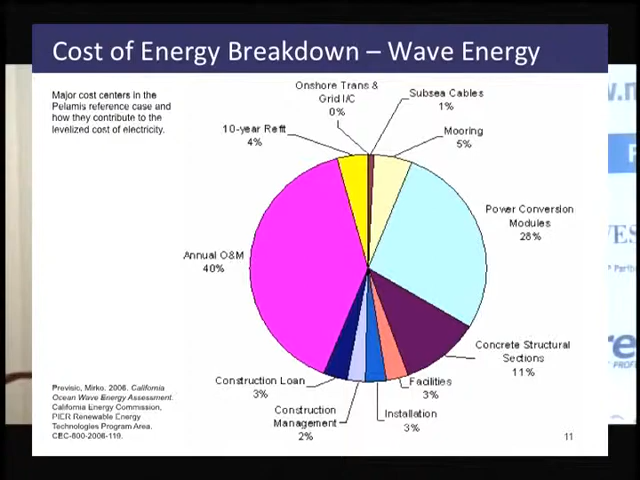 Cost of Energy Breakdown – Wave Energy
Major cost centers in the
Pelamis reference case and
how they contribute to the
levelized cost of electricity.
Onshore Trans &
Grid I/C
0%
Subsea Cables
1%
10-year Refit
4%
Mooring
5%
Power Conversion
Modules
28%
Annual O&M
40%
Concrete Structural
Sections
11%
Construction Loan
3%
Facilities
3%
Construction
Management
2%
Installation
3%
Previsic, Mirko. 2006. California
Ocean Wave Energy Assessment.
California Energy Commission,
PIER Renewable Energy
Technologies Program Area.
CEC-500-2006-119.
11